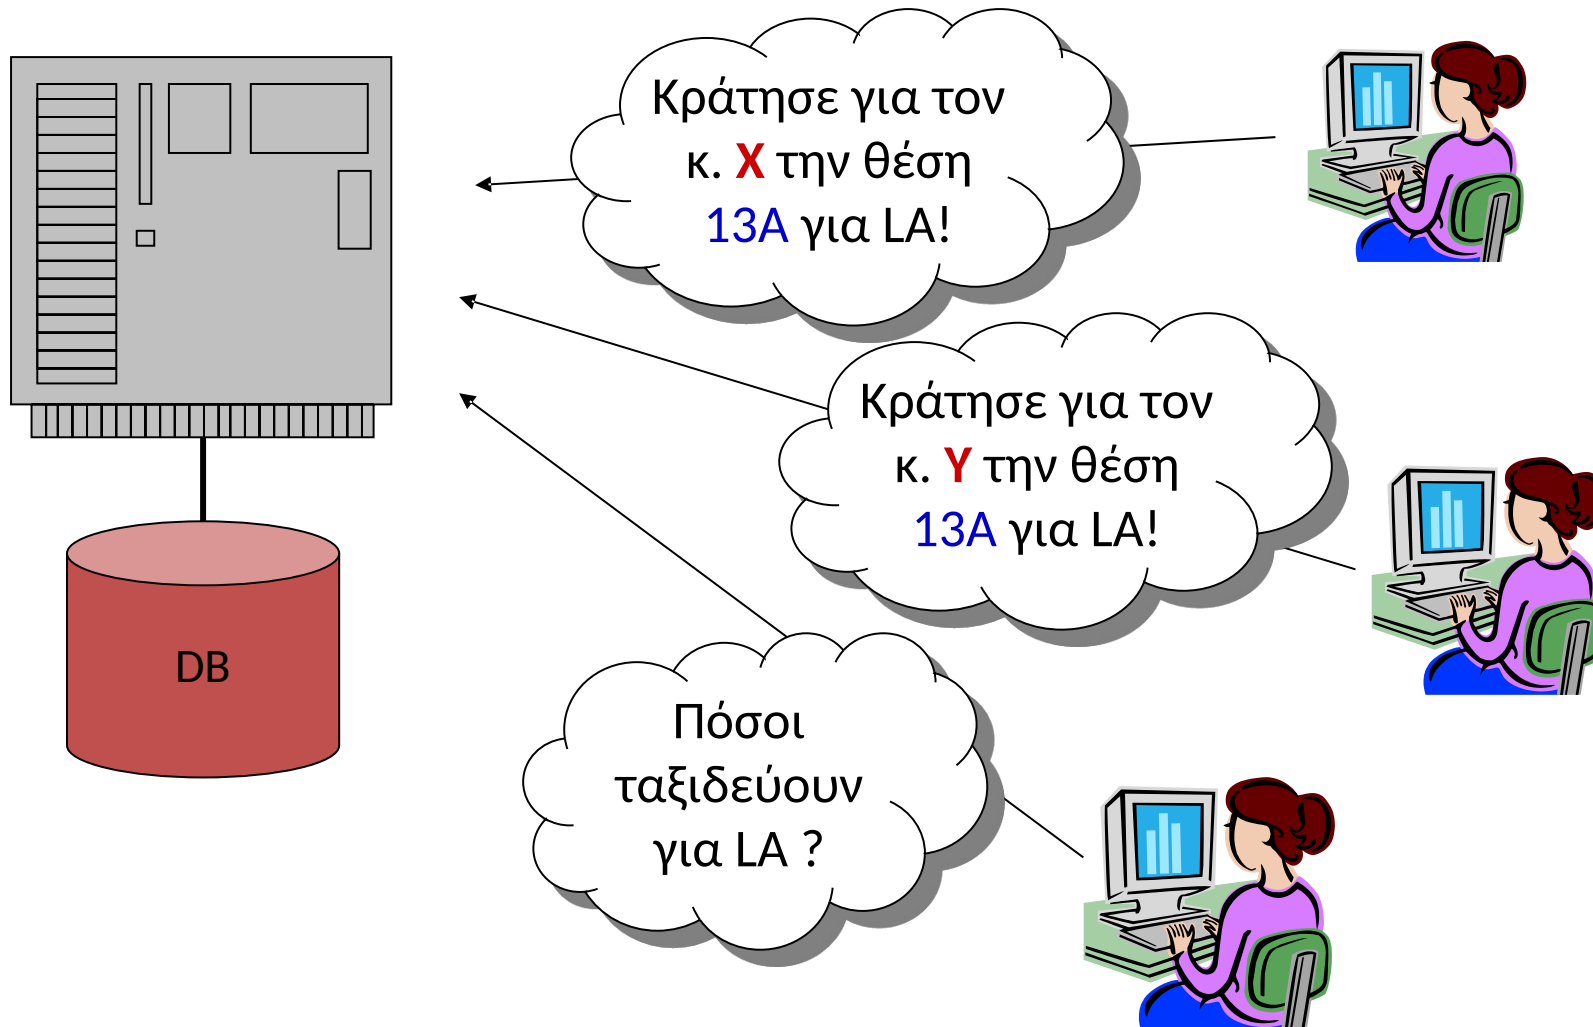 Κράτησε για τον
κ. X την θέση
13A για LA!
Κράτησε για τον
κ. Y την θέση
13A για LA!
DB
Πόσοι
ταξιδεύουν
για LA ?